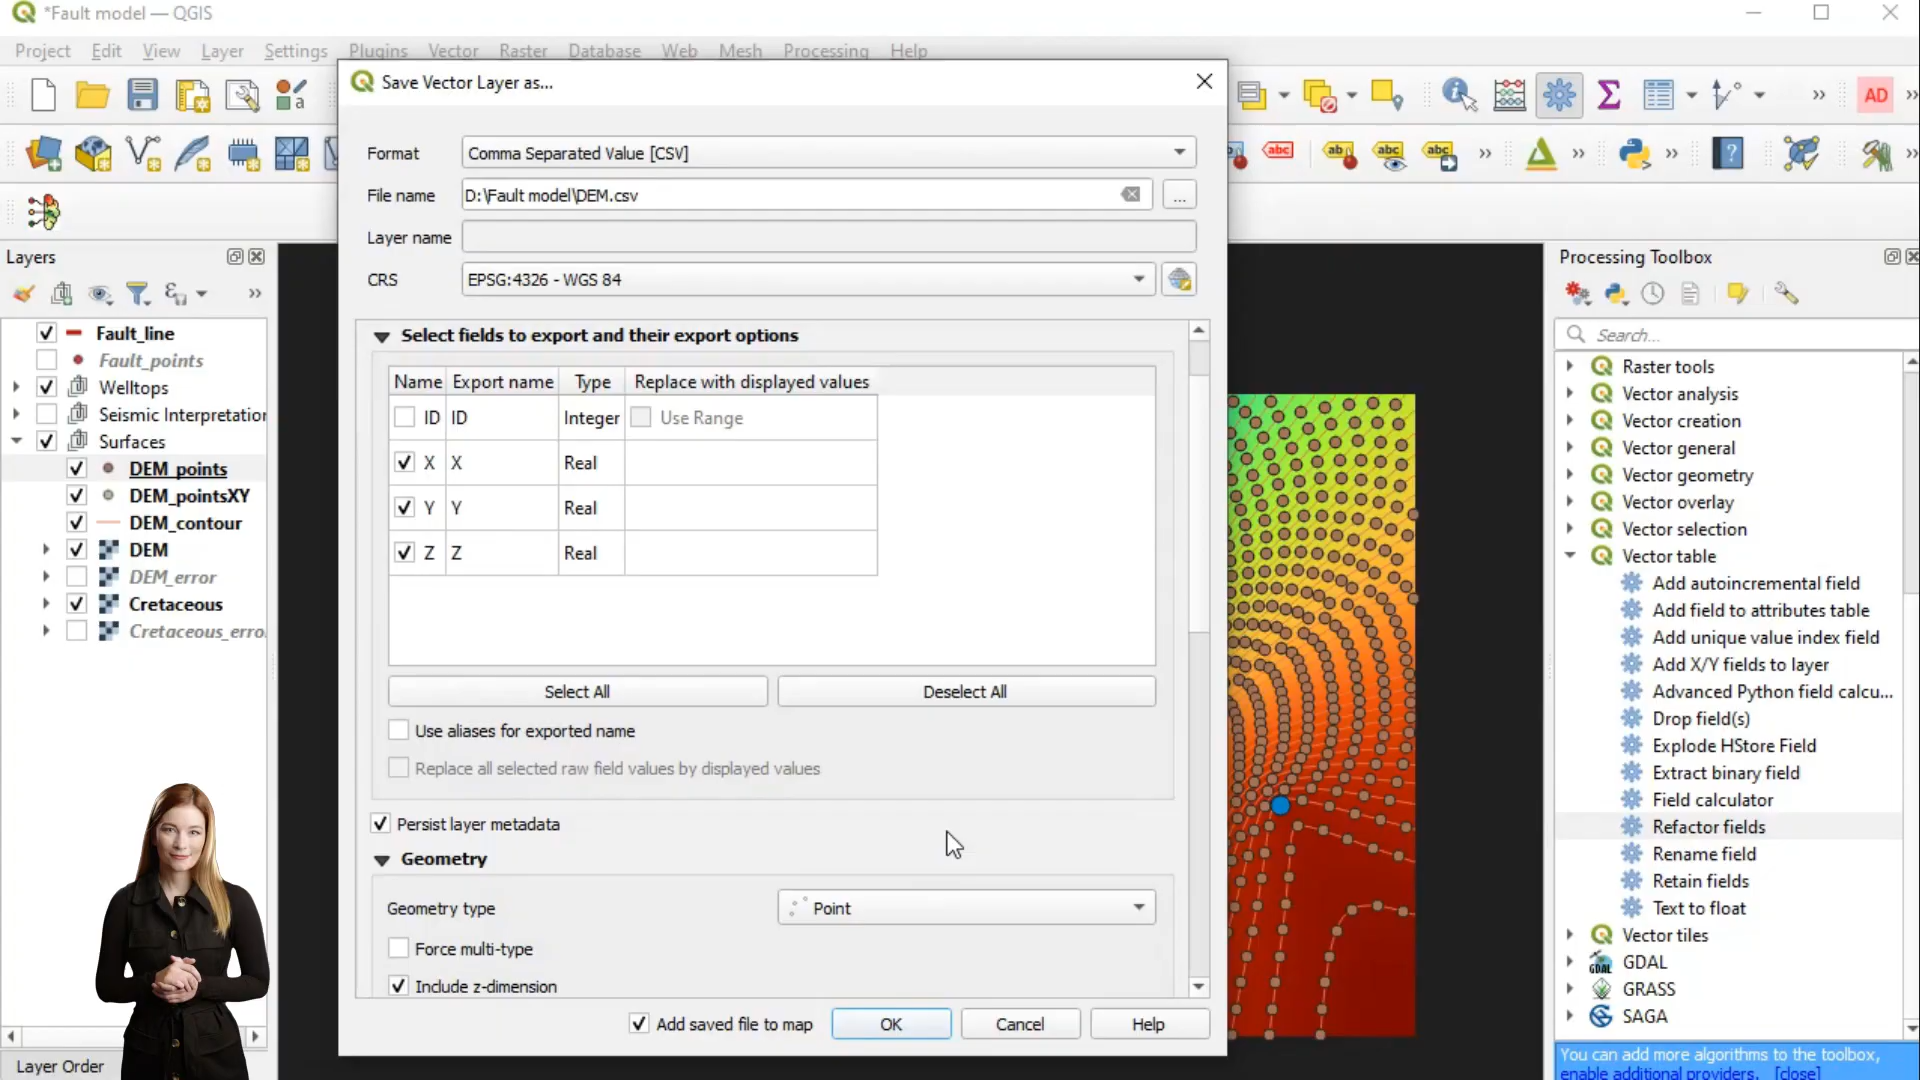 *Fault model — QGIS
Project Edit View Layer Settings Plugins Vector Raster Database Web Mesh Processing Help
Save Vector Layer as...
Format Comma Separated Value [CSV]
File name D:\Fault model\DEM.csv ...
Layer name
CRS EPSG:4326 - WGS 84
Select fields to export and their export options
Name Export name Type Replace with displayed values
ID ID Integer Use Range
X X Real
Y Y Real
Z Z Real
Select All Deselect All
Use aliases for exported name
Replace all selected raw field values by displayed values
Persist layer metadata
Geometry
Geometry type Point
Force multi-type
Include z-dimension
Add saved file to map OK Cancel Help
AD
abc ab abc abc
Layers
Fault_line
Fault_points
Welltops
Seismic Interpretation
Surfaces
DEM_points
DEM_pointsXY
DEM_contour
DEM
DEM_error
Cretaceous
Cretaceous_erro
Layer Order
Processing Toolbox
Search...
Raster tools
Vector analysis
Vector creation
Vector general
Vector geometry
Vector overlay
Vector selection
Vector table
Add autoincremental field
Add field to attributes table
Add unique value index field
Add X/Y fields to layer
Advanced Python field calcu...
Drop field(s)
Explode HStore Field
Extract binary field
Field calculator
Refactor fields
Rename field
Retain fields
Text to float
Vector tiles
GDAL GDAL
GRASS
SAGA
You can add more algorithms to the toolbox,
enable additional providers. [close]